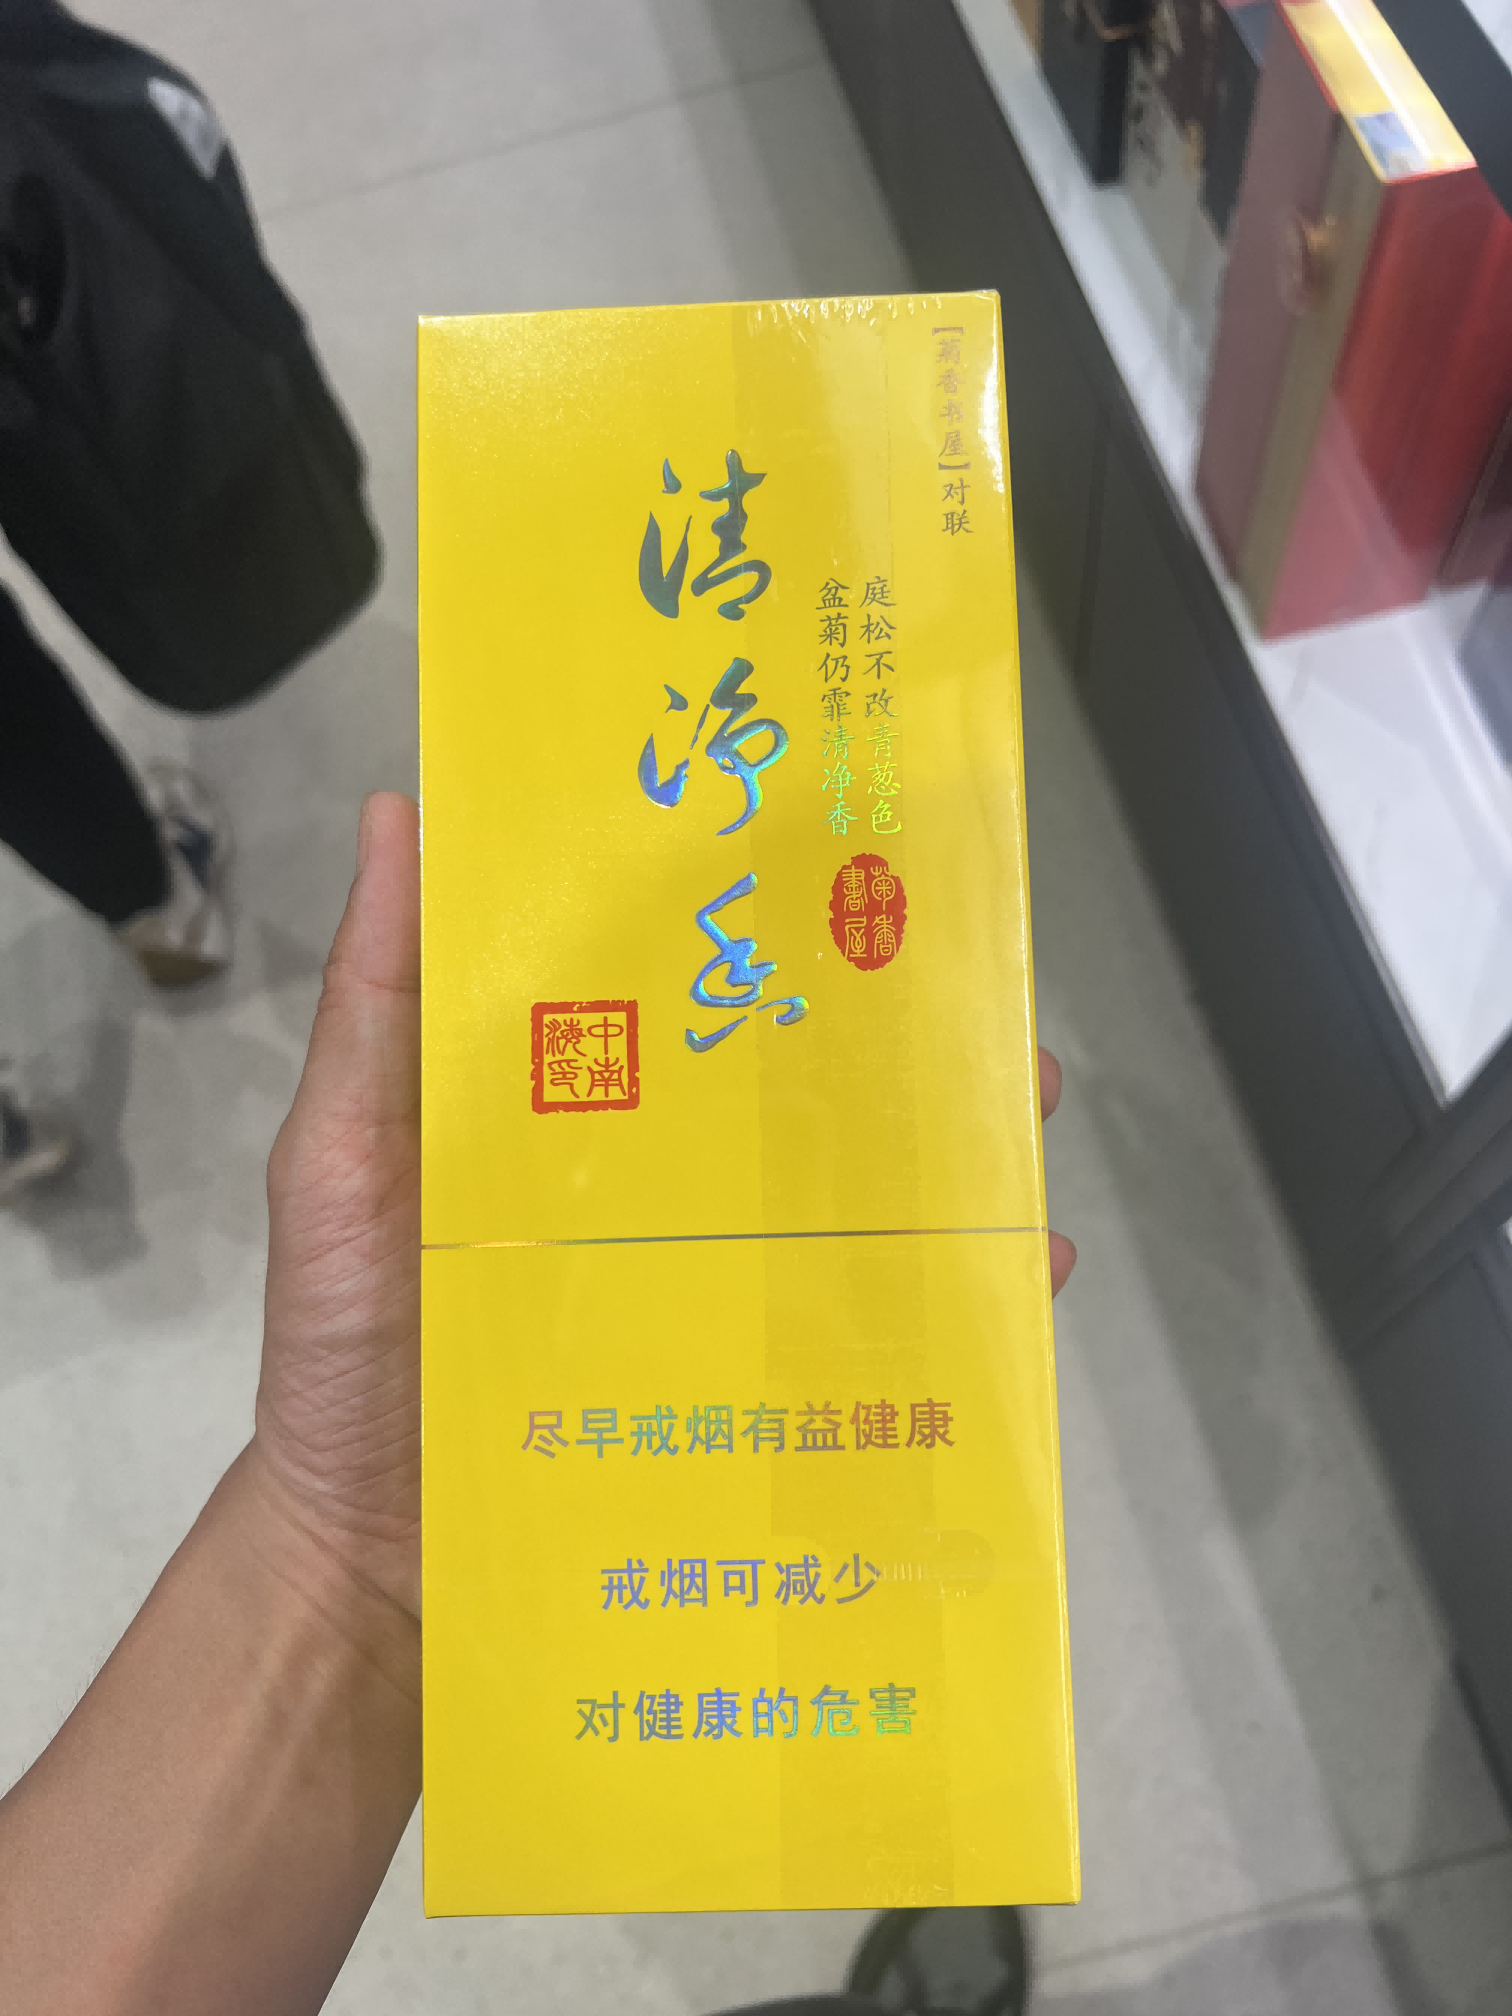 【菊香书屋】对联
庭松不改青葱色
盆菊仍霏清净香
清净香
菊香書屋
中南海印
尽早戒烟有益健康
戒烟可减少
对健康的危害